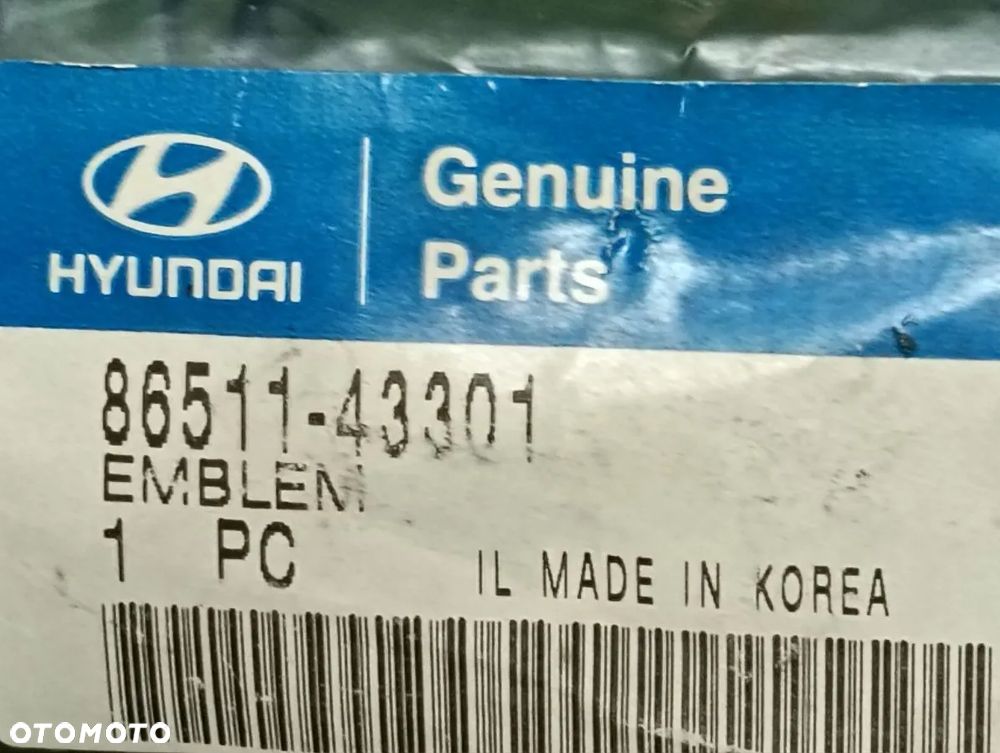 Genuine
Parts
HYUNDAI
86511-43301
EMBLEM
1 PC
IL MADE IN KOREA
OTOMOTO